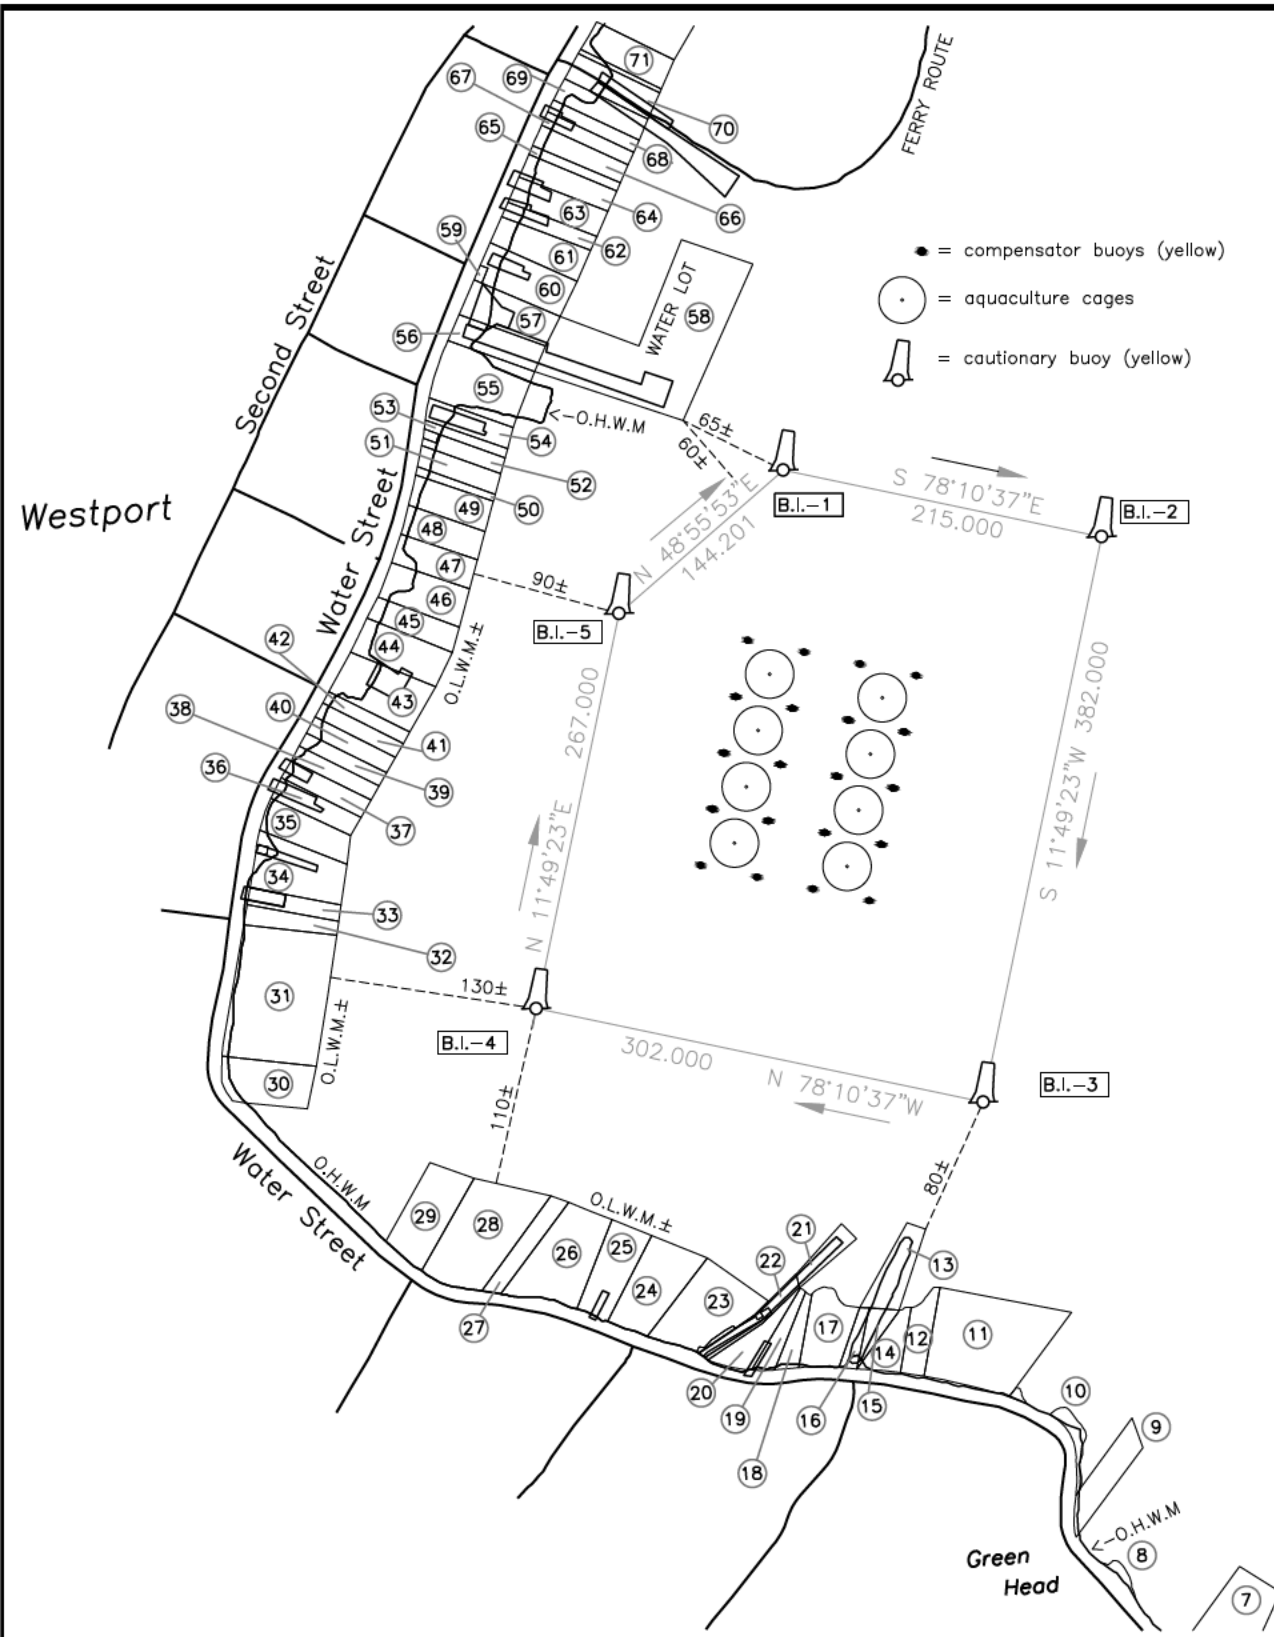 71
67
69
70
65
68
66
64
63
62
61
59
60
57
56
58
WATER LOT
FERRY ROUTE
= compensator buoys (yellow)
= aquaculture cages
= cautionary buoy (yellow)
Second Street
55
<-O.H.W.M
53
54
51
52
50
49
48
47
46
45
44
43
42
41
40
39
38
37
36
35
34
33
32
31
30
Westport
Water Street
O.L.W.M.±
65±
60±
90±
N 48°55'53"E
144.201
B.I.-1
S 78°10'37"E
215.000
B.I.-2
B.I.-5
267.000
N 11°49'23"E
S 11°49'23"W 382.000
130±
B.I.-4
302.000
N 78°10'37"W
B.I.-3
110±
80±
O.L.W.M.±
Water Street
O.H.W.M
O.L.W.M.±
29
28
27
26
25
24
23
22
21
20
19
18
17
16
15
14
13
12
11
10
9
<-O.H.W.M
8
7
Green
Head